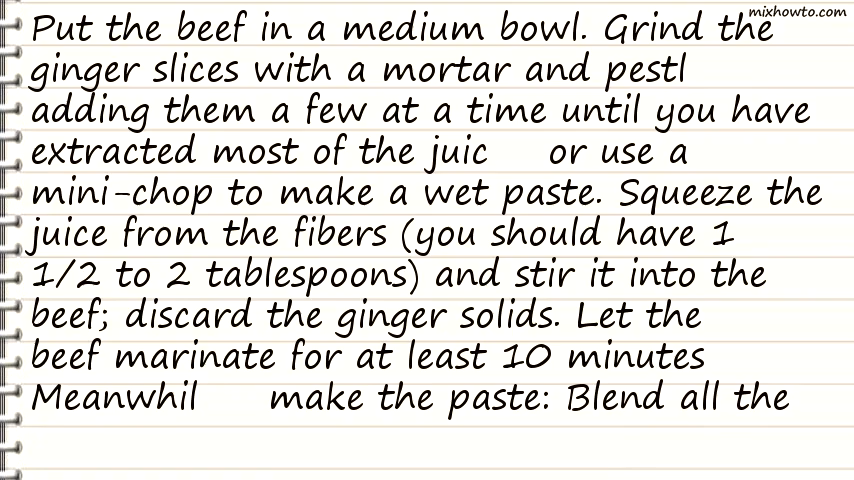 mixhowto.com
Put the beef in a medium bowl. Grind the
ginger slices with a mortar and pestl
adding them a few at a time until you have
extracted most of the juic or use a
mini-chop to make a wet paste. Squeeze the
juice from the fibers (you should have 1
1/2 to 2 tablespoons) and stir it into the
beef; discard the ginger solids. Let the
beef marinate for at least 10 minutes
Meanwhil make the paste: Blend all the